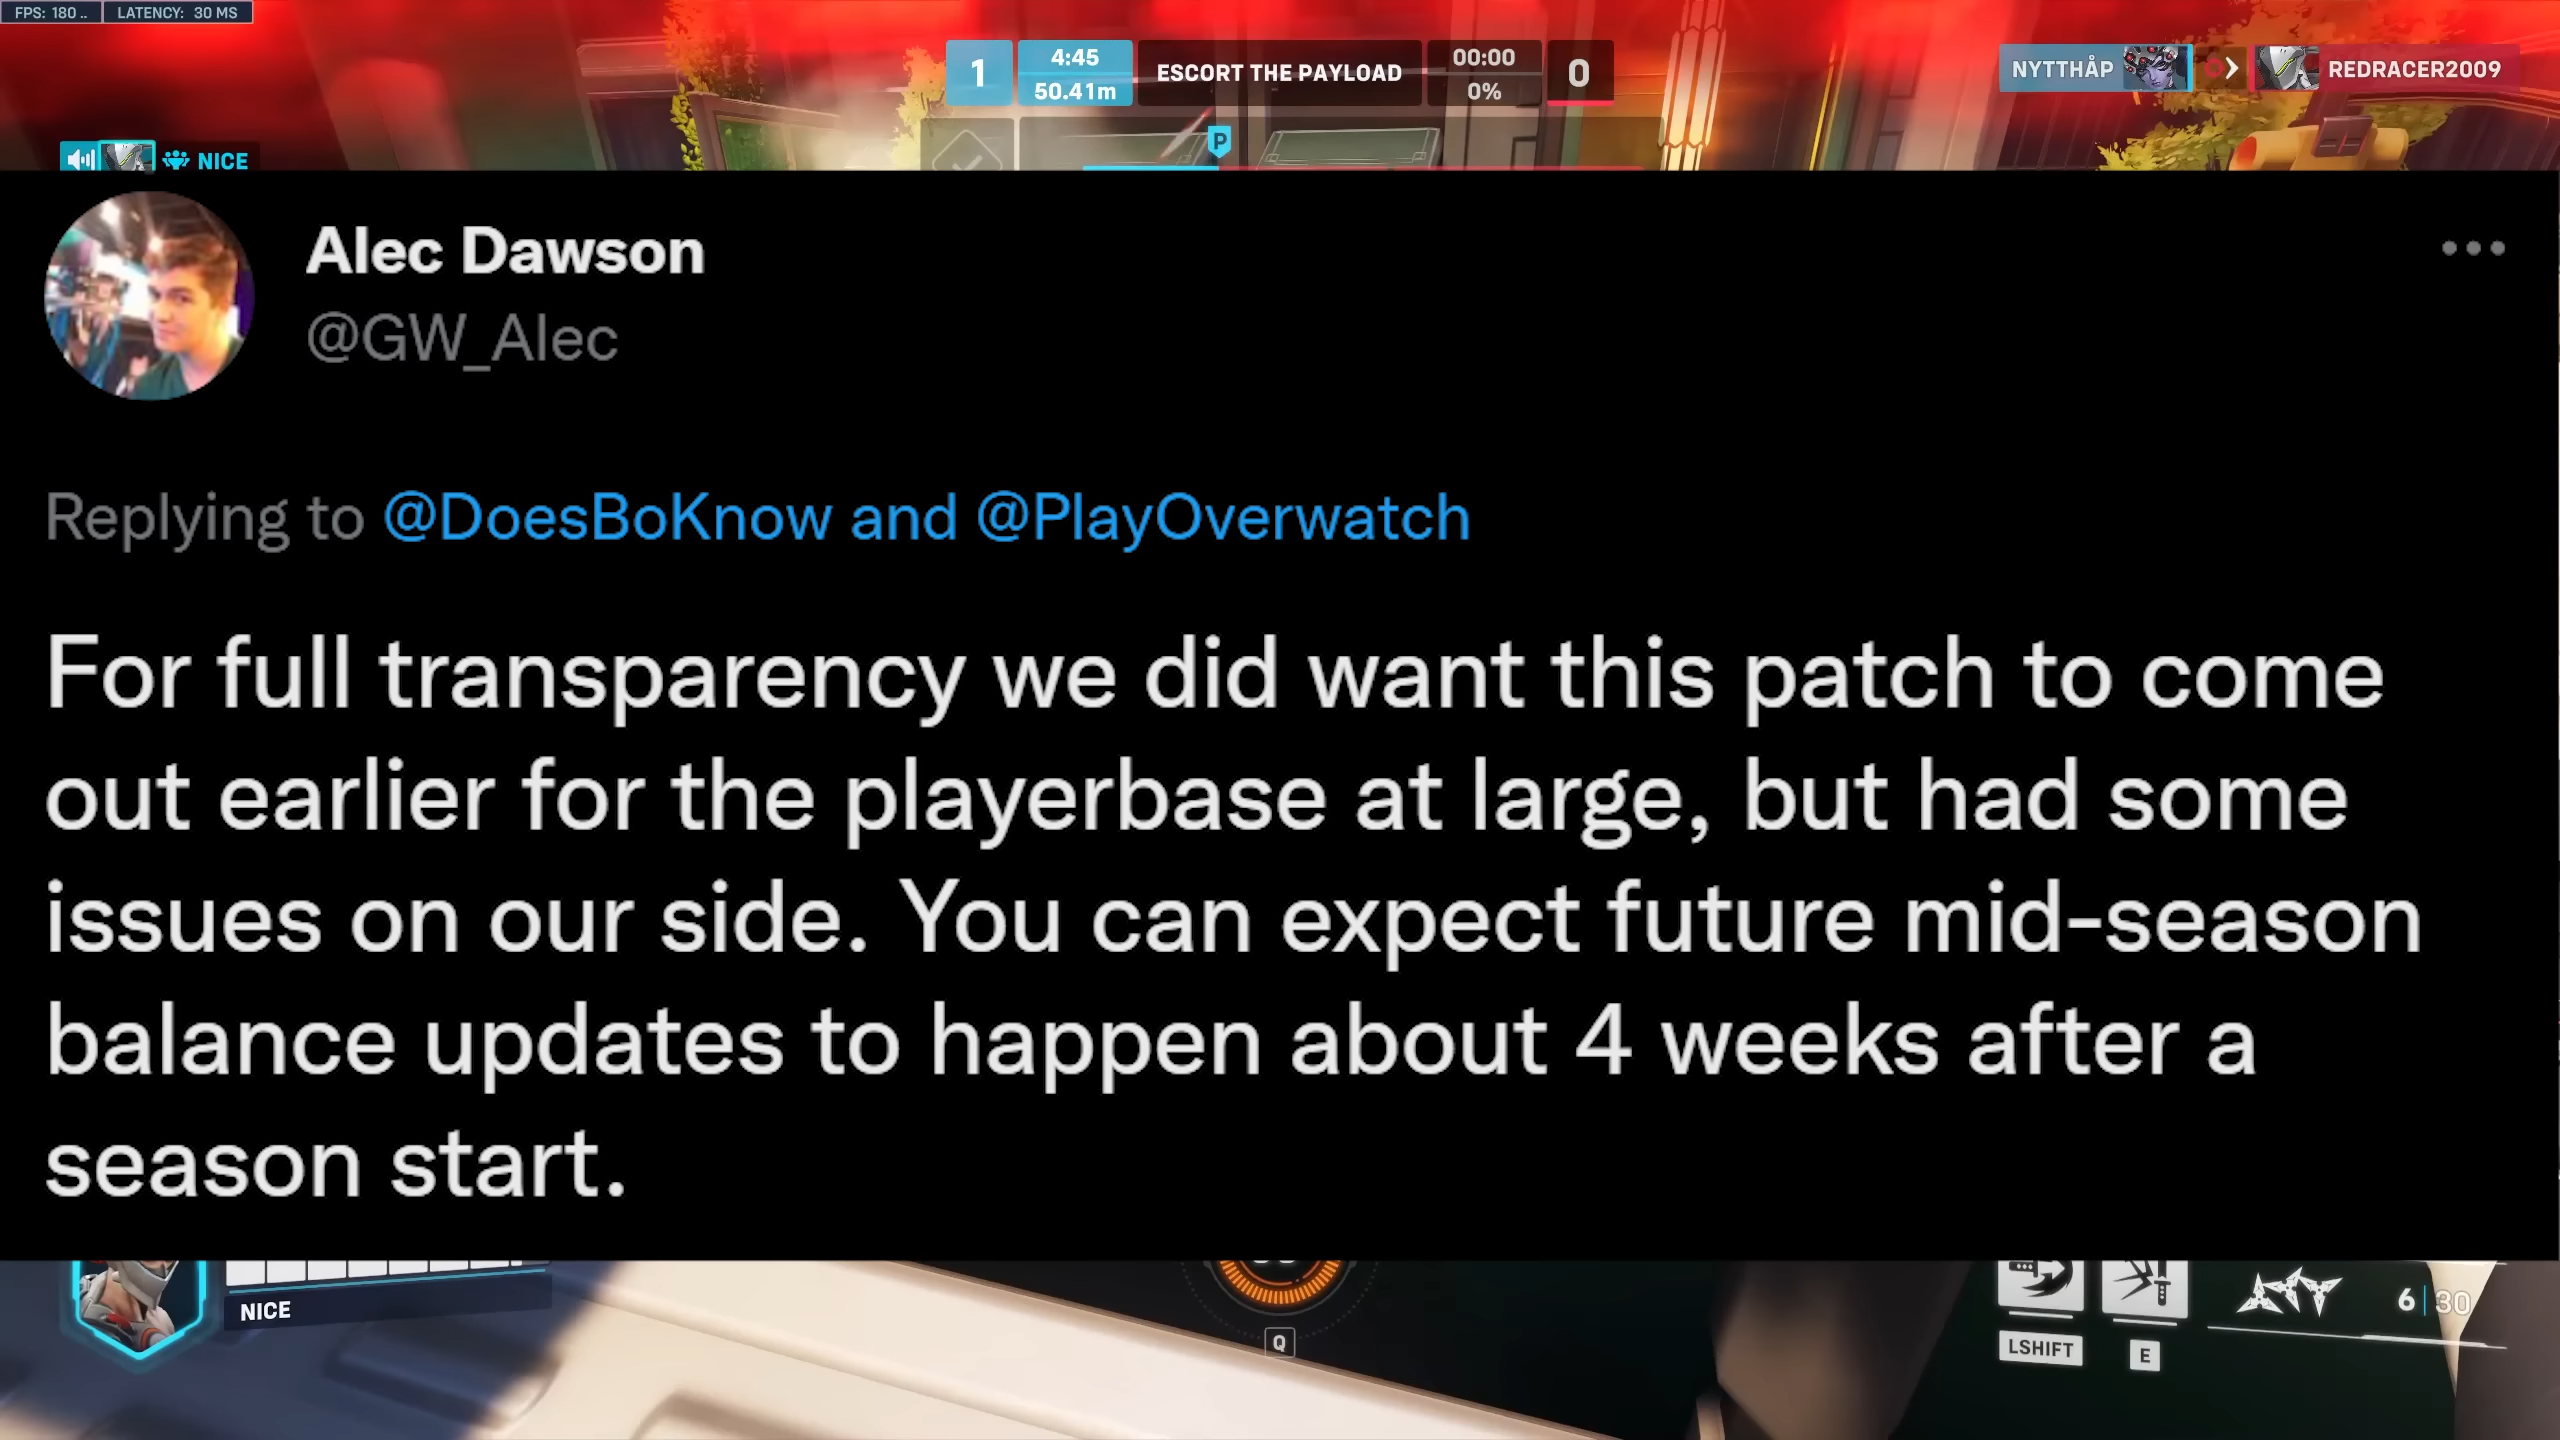 FPS: 180 ..
LATENCY: 30 MS
1
4:45
50.41m
ESCORT THE PAYLOAD
00:00
0%
0
NYTTHÅP
REDRACER2009
P
NICE
Alec Dawson
@GW_Alec
Replying to @DoesBoKnow and @PlayOverwatch
For full transparency we did want this patch to come
out earlier for the playerbase at large, but had some
issues on our side. You can expect future mid-season
balance updates to happen about 4 weeks after a
season start.
NICE
Q
LSHIFT
E
6|30